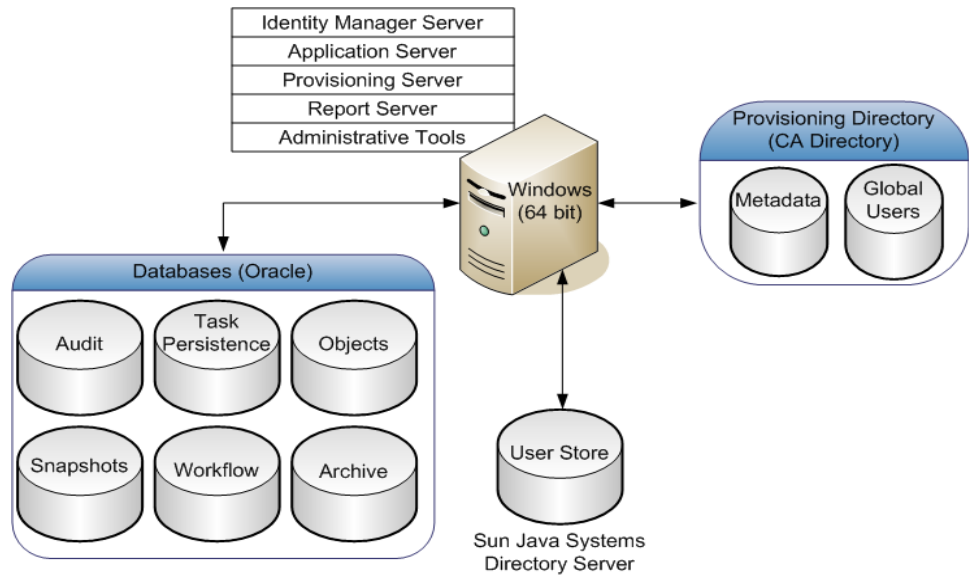 Identity Manager Server
Application Server
Provisioning Server
Report Server
Administrative Tools
Windows
(64 bit)
Provisioning Directory
(CA Directory)
Metadata
Global
Users
Databases (Oracle)
Audit
Task
Persistence
Objects
Snapshots
Workflow
Archive
User Store
Sun Java Systems
Directory Server